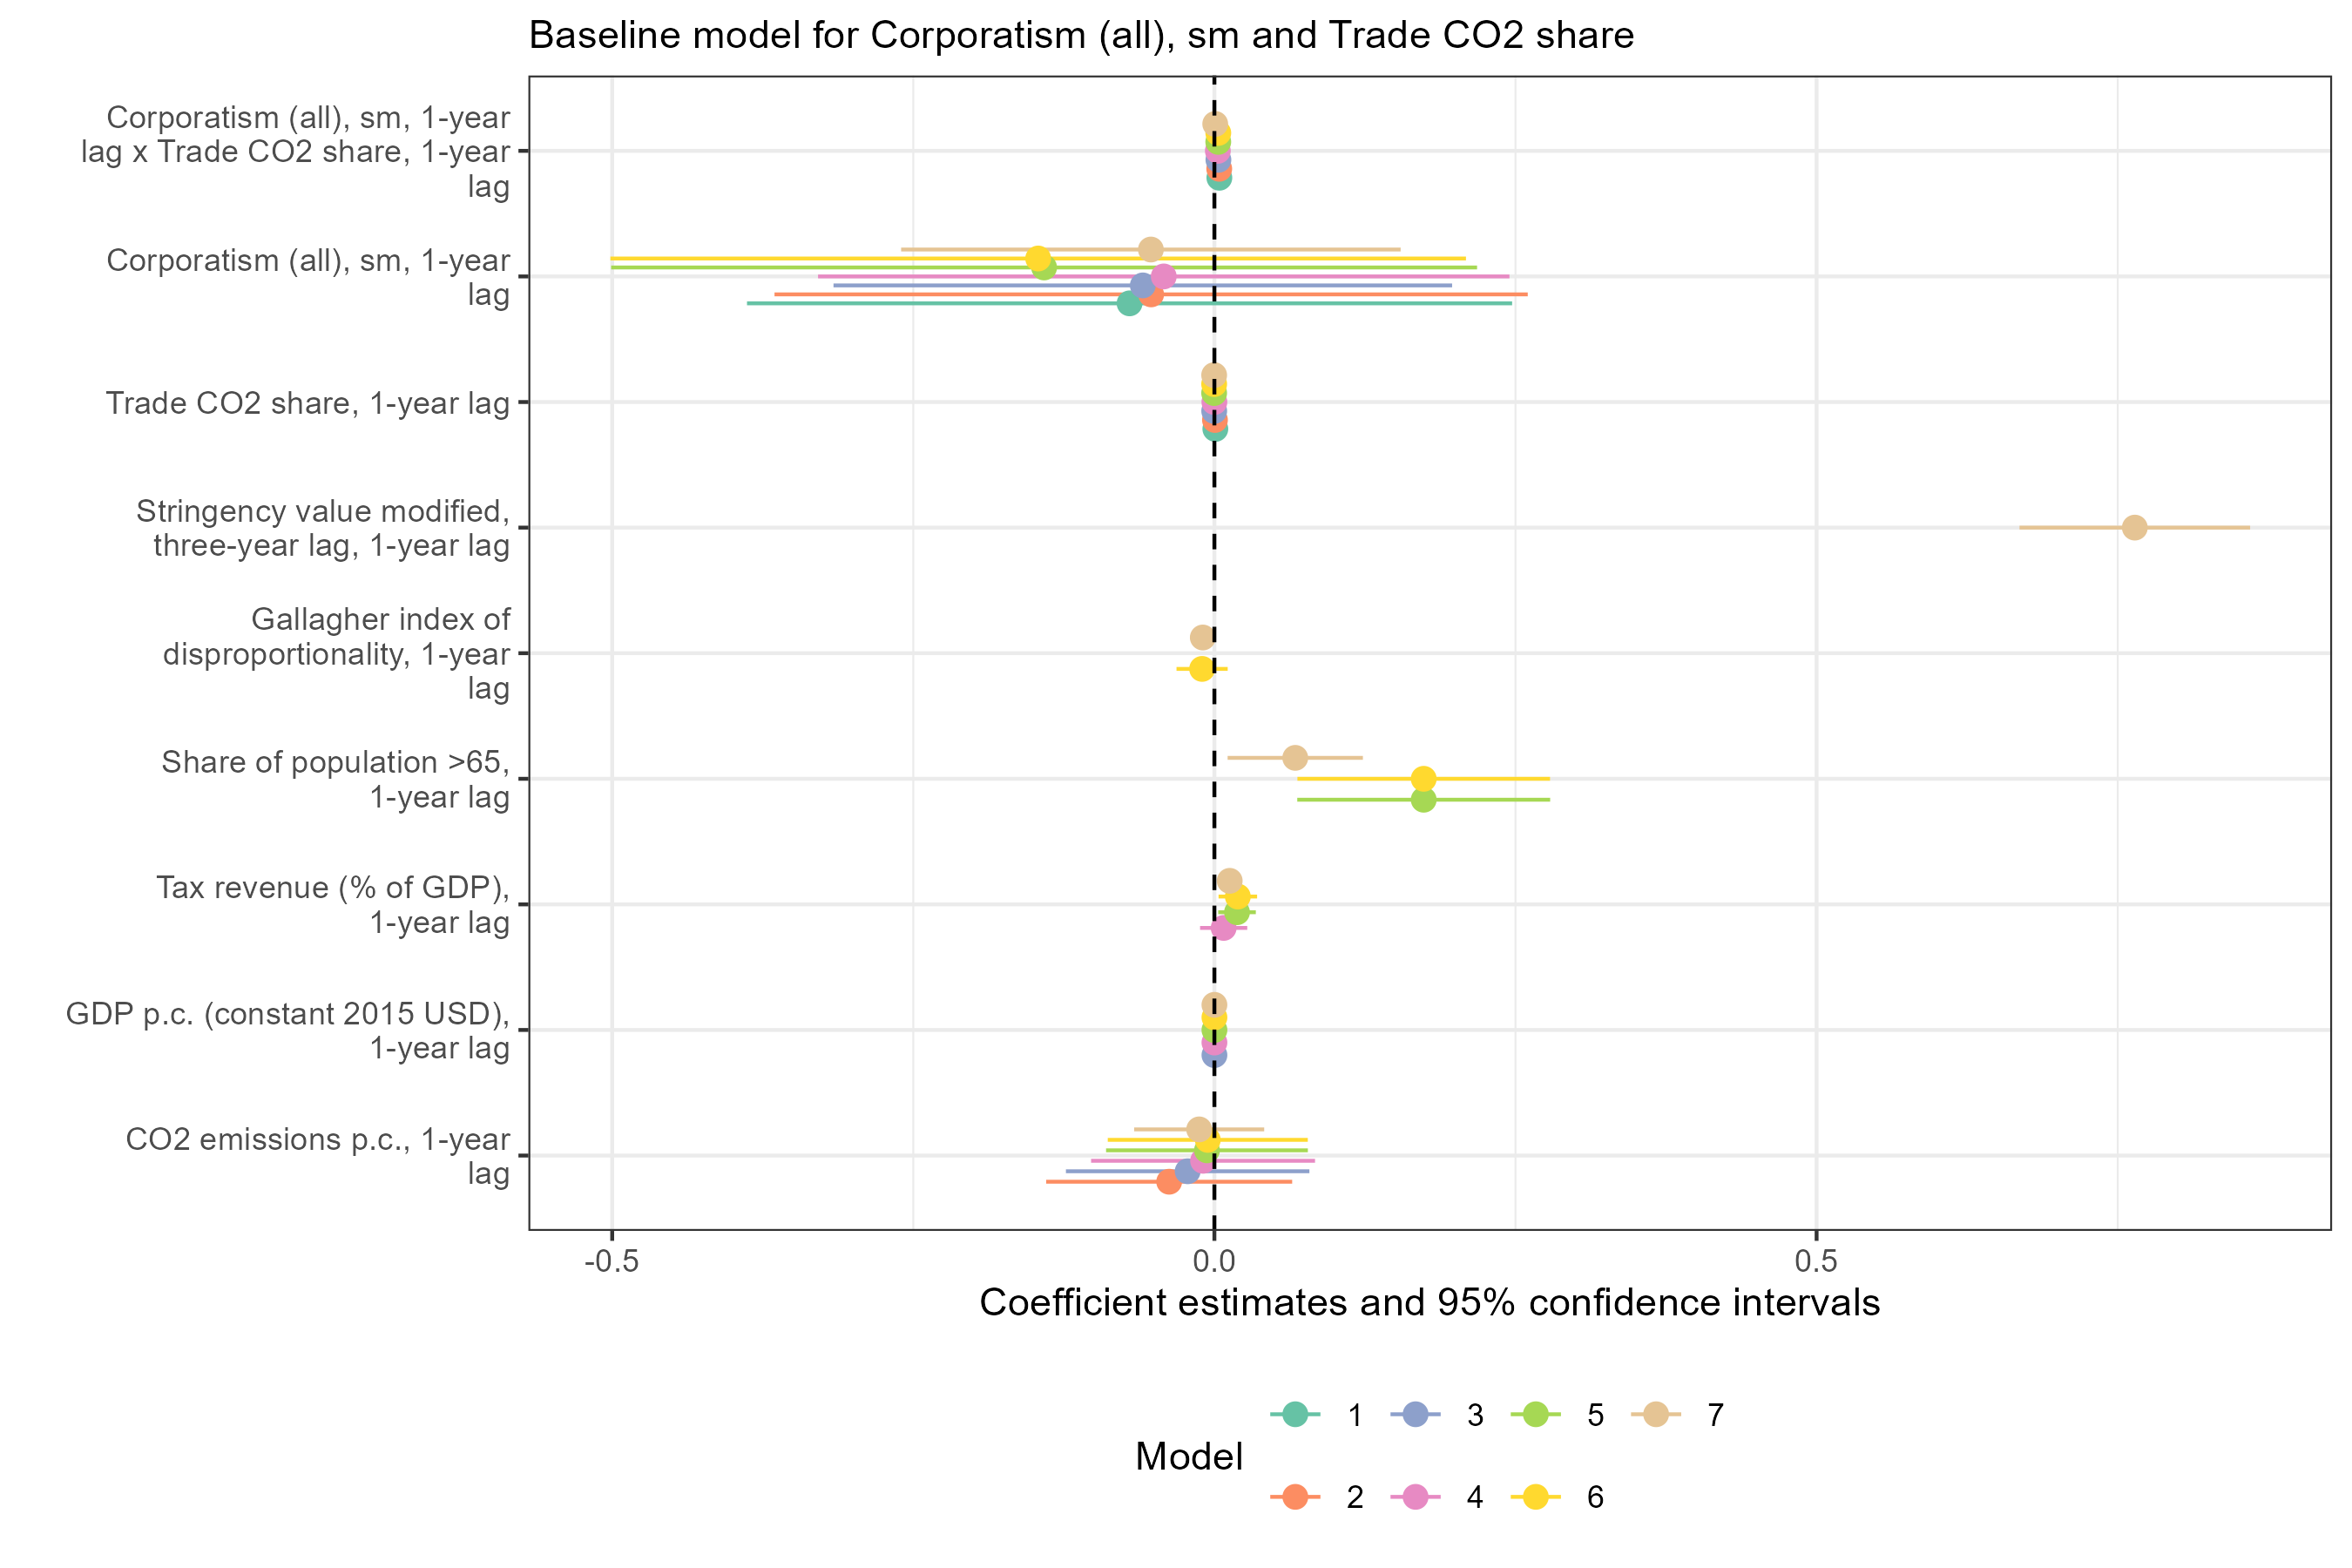 Baseline model for Corporatism (all), sm and Trade CO2 share
Corporatism (all), sm, 1-year
lag x Trade CO2 share, 1-year
lag
Corporatism (all), sm, 1-year
lag
Trade CO2 share, 1-year lag
Stringency value modified,
three-year lag, 1-year lag
Gallagher index of
disproportionality, 1-year
lag
Share of population >65,
1-year lag
Tax revenue (% of GDP),
1-year lag
GDP p.c. (constant 2015 USD),
1-year lag
CO2 emissions p.c., 1-year
lag
-0.5 0.0 0.5
Coefficient estimates and 95% confidence intervals
Model
1 3 5 7
2 4 6